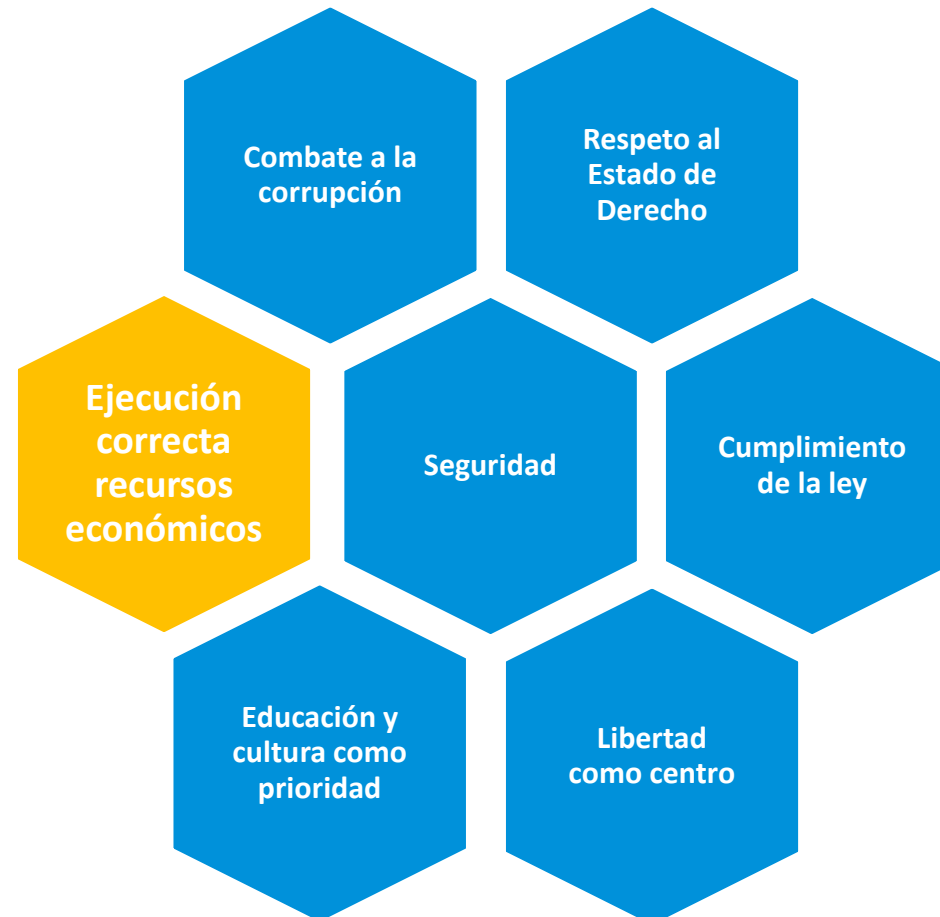 Combate a la
corrupción
Respeto al
Estado de
Derecho
Ejecución
correcta
recursos
económicos
Seguridad
Cumplimiento
de la ley
Educación y
cultura como
prioridad
Libertad
como centro